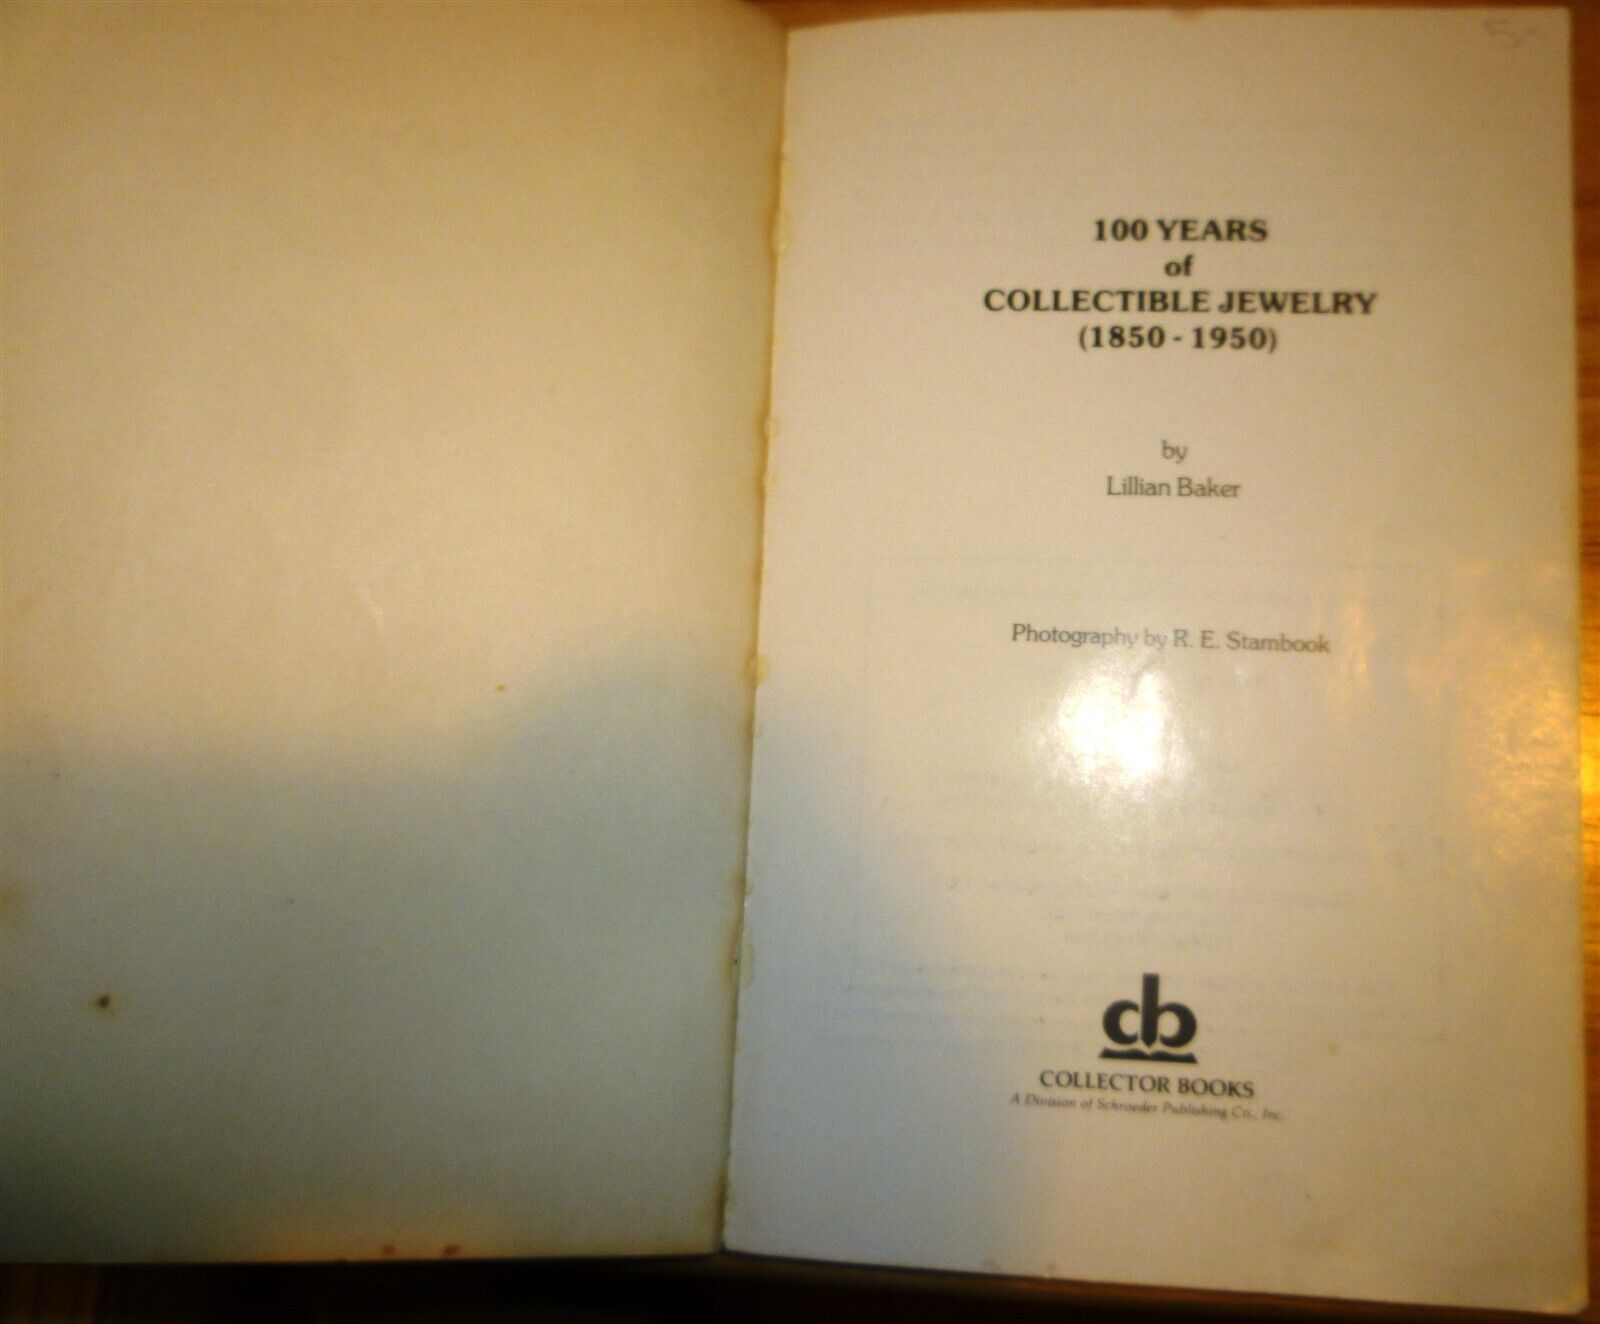 100 YEARS
of
COLLECTIBLE JEWELRY
(1850 - 1950)
by
Lillian Baker
Photography by R. E. Stambook
cb
COLLECTOR BOOKS
A Division of Schroeder Publishing Co., Inc.